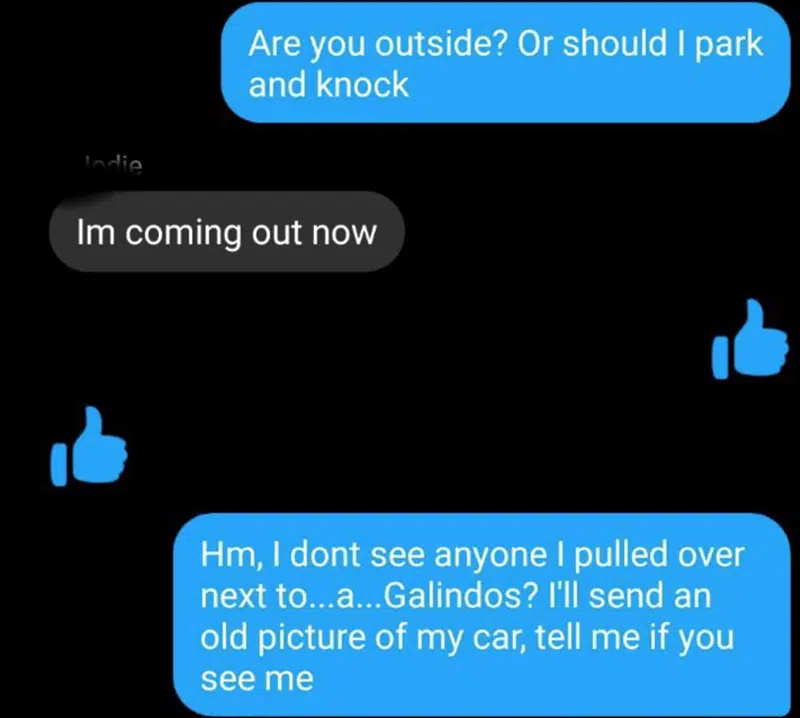 Are you outside? Or should I park
and knock
Jodie
Im coming out now
Hm, I dont see anyone I pulled over
next to...a...Galindos? I'll send an
old picture of my car, tell me if you
see me